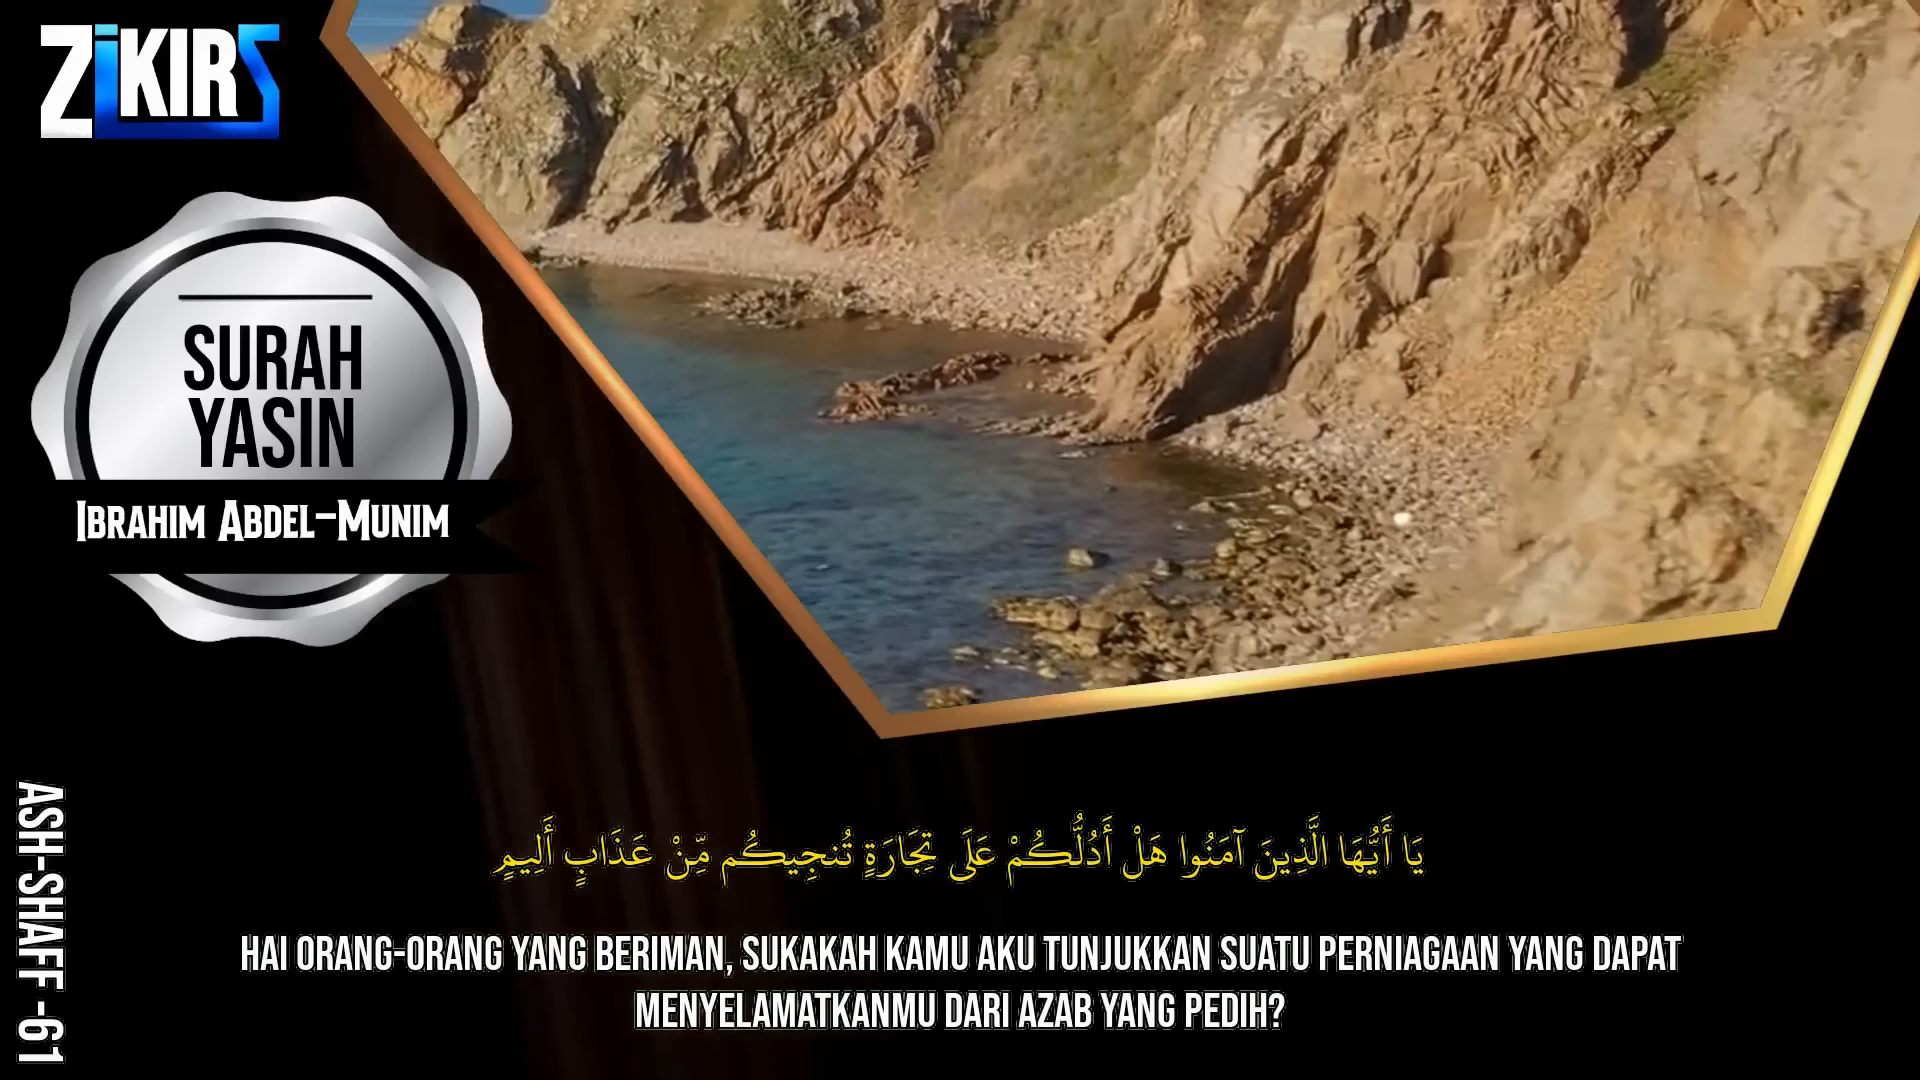 ZiKIRS
SURAH
YASIN
IBRAHIM ABDEL-MUNIM
ASH-SHAFF -61
يَا أَيُّهَا الَّذِينَ آمَنُوا هَلْ أَدُلُّكُمْ عَلَى تِجَارَةٍ تُنجِيكُم مِّنْ عَذَابٍ أَلِيمٍ
HAI ORANG-ORANG YANG BERIMAN, SUKAKAH KAMU AKU TUNJUKKAN SUATU PERNIAGAAN YANG DAPAT
MENYELAMATKANMU DARI AZAB YANG PEDIH?